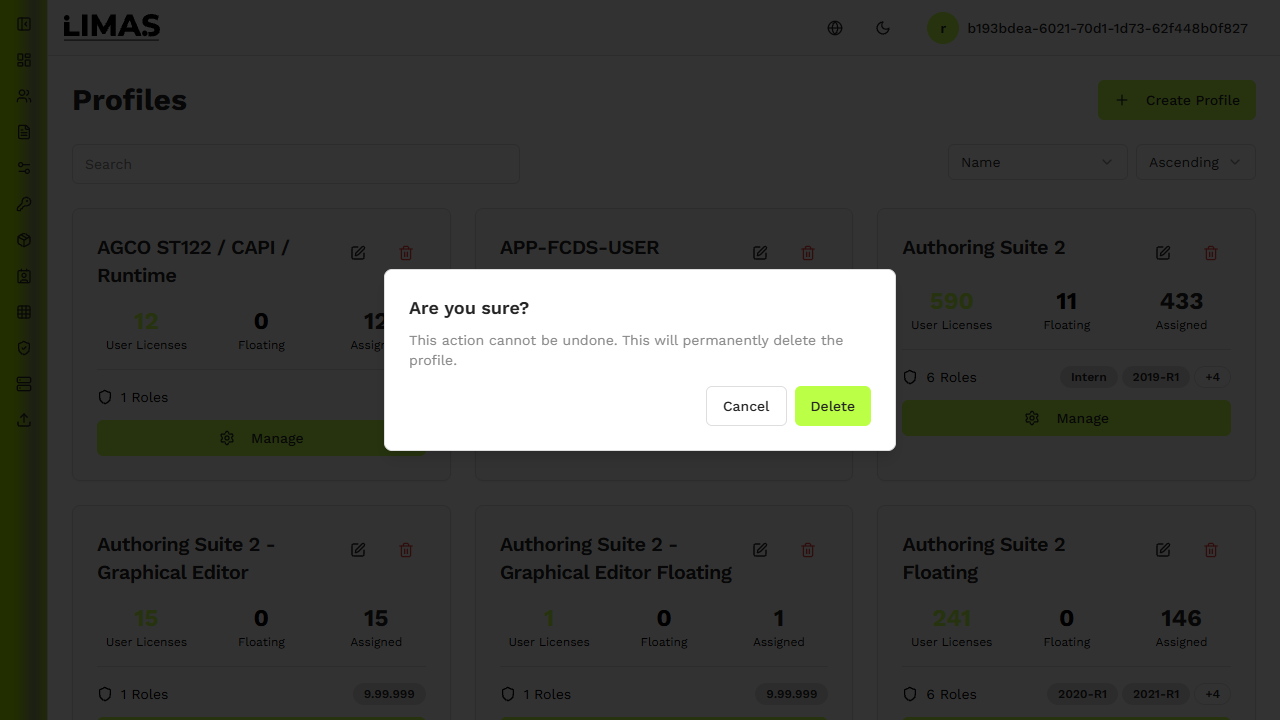 LIMAS
r
b193bdea-6021-70d1-1d73-62f448b0f827
Profiles
Create Profile
Search
Name
Ascending
AGCO ST122 / CAPI /
Runtime
12
0
User Licenses
Floating
1 Roles
Manage
APP-FCDS-USER
Authoring Suite 2
590
11
433
User Licenses
Floating
Assigned
6 Roles
Intern
2019-R1
+4
Manage
Are you sure?
This action cannot be undone. This will permanently delete the
profile.
Cancel
Delete
Authoring Suite 2 -
Graphical Editor
15
0
15
User Licenses
Floating
Assigned
1 Roles
9.99.999
Authoring Suite 2 -
Graphical Editor Floating
1
0
1
User Licenses
Floating
Assigned
1 Roles
9.99.999
Authoring Suite 2
Floating
241
0
146
User Licenses
Floating
Assigned
6 Roles
2020-R1
2021-R1
+4